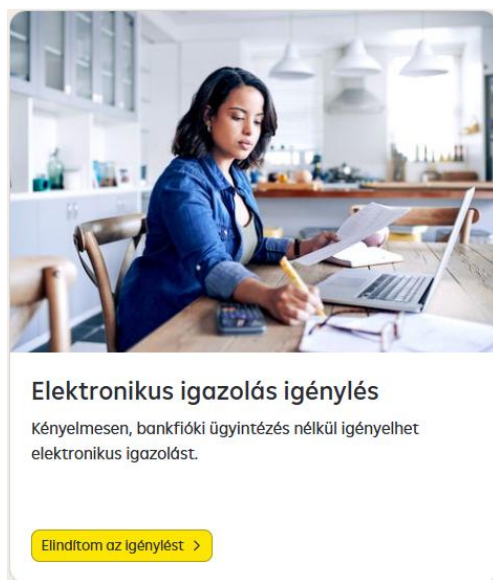 Elektronikus igazolás igénylés
Kényelmesen, bankfióki ügyintézés nélkül igényelhet
elektronikus igazolást.
Elindítom az igénylést >